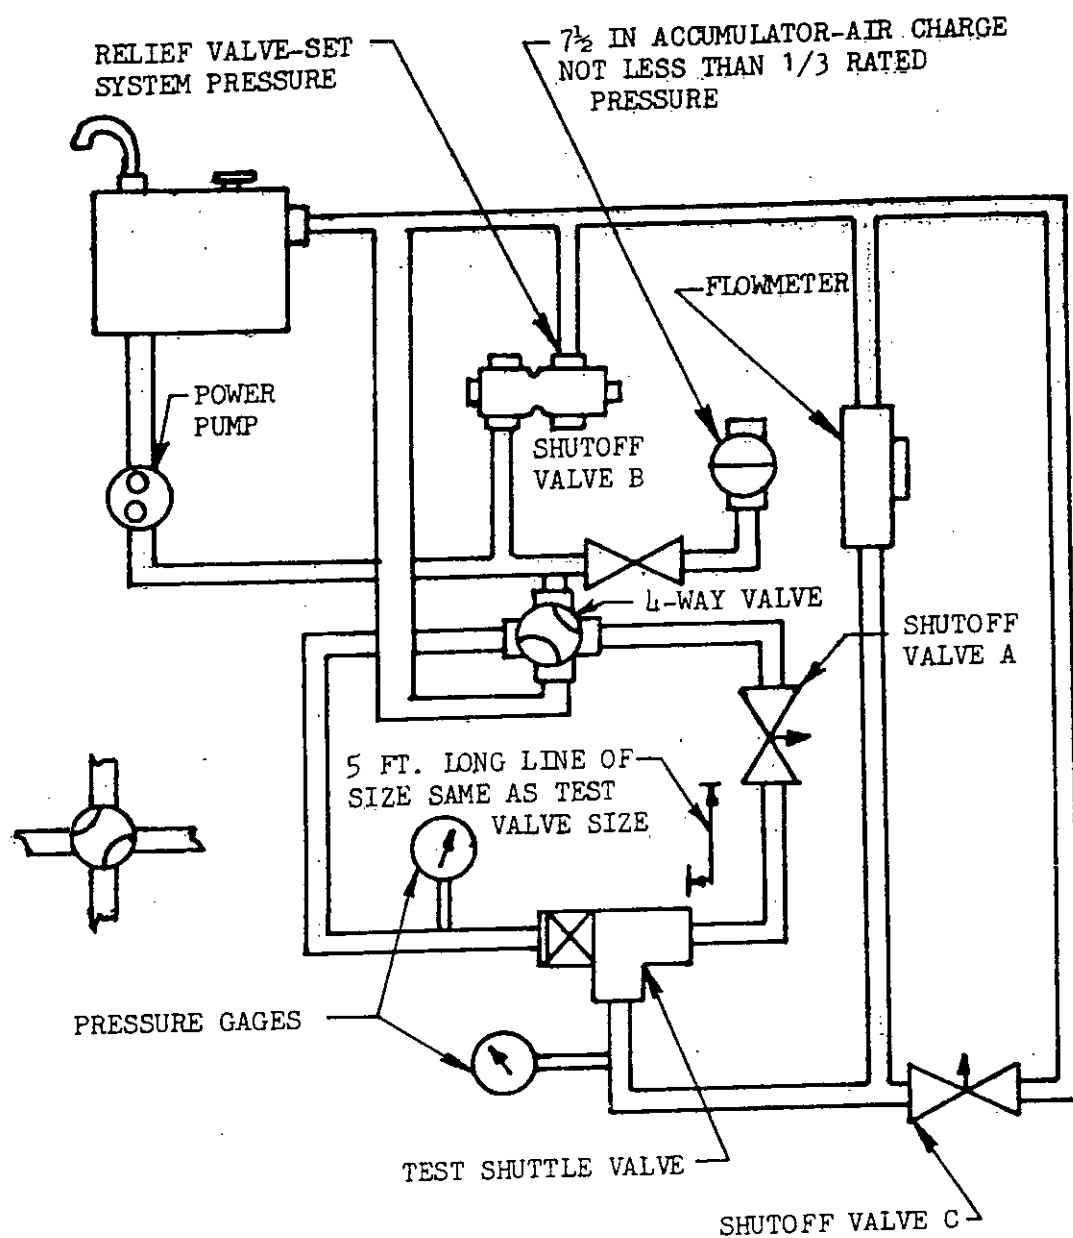 RELIEF VALVE-SET
SYSTEM PRESSURE
7½ IN ACCUMULATOR-AIR CHARGE
NOT LESS THAN 1/3 RATED
PRESSURE
FLOWMETER
POWER
PUMP
SHUTOFF
VALVE B
4-WAY VALVE
SHUTOFF
VALVE A
5 FT. LONG LINE OF
SIZE SAME AS TEST
VALVE SIZE
PRESSURE GAGES
TEST SHUTTLE VALVE
SHUTOFF VALVE C